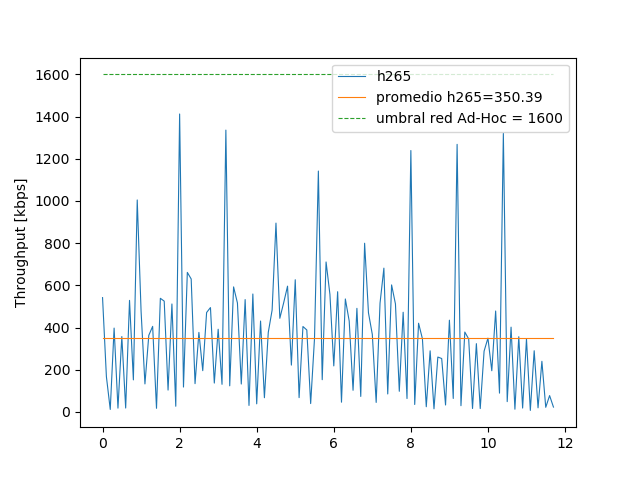 h265
promedio h265=350.39
umbral red Ad-Hoc = 1600
Throughput [kbps]
1600
1400
1200
1000
800
600
400
200
0
0 2 4 6 8 10 12